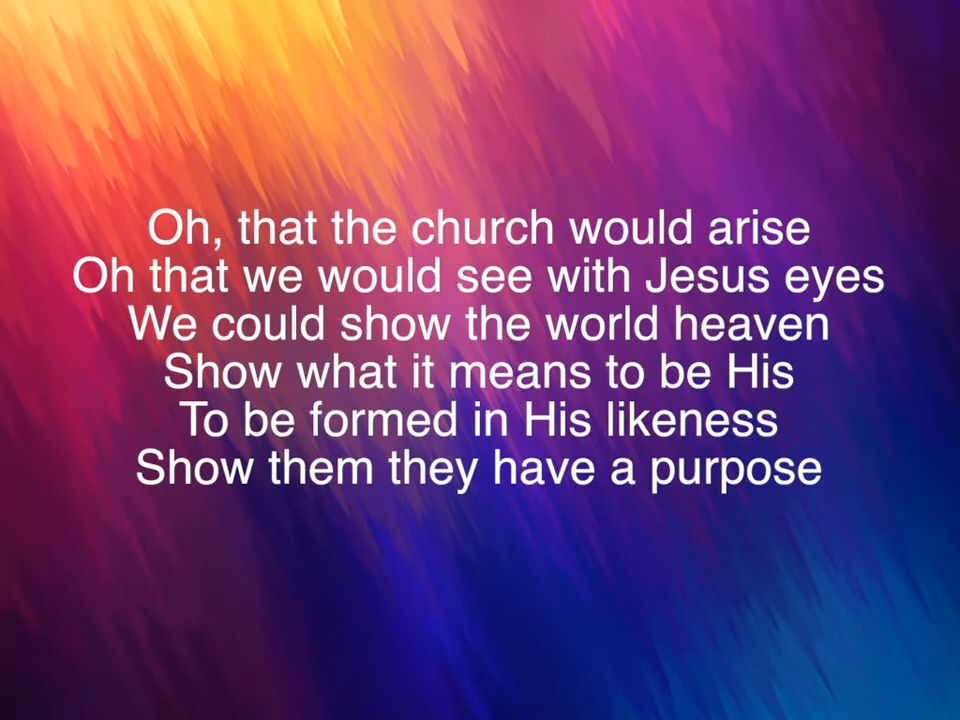 Oh, that the church would arise
Oh that we would see with Jesus eyes
We could show the world heaven
Show what it means to be His
To be formed in His likeness
Show them they have a purpose